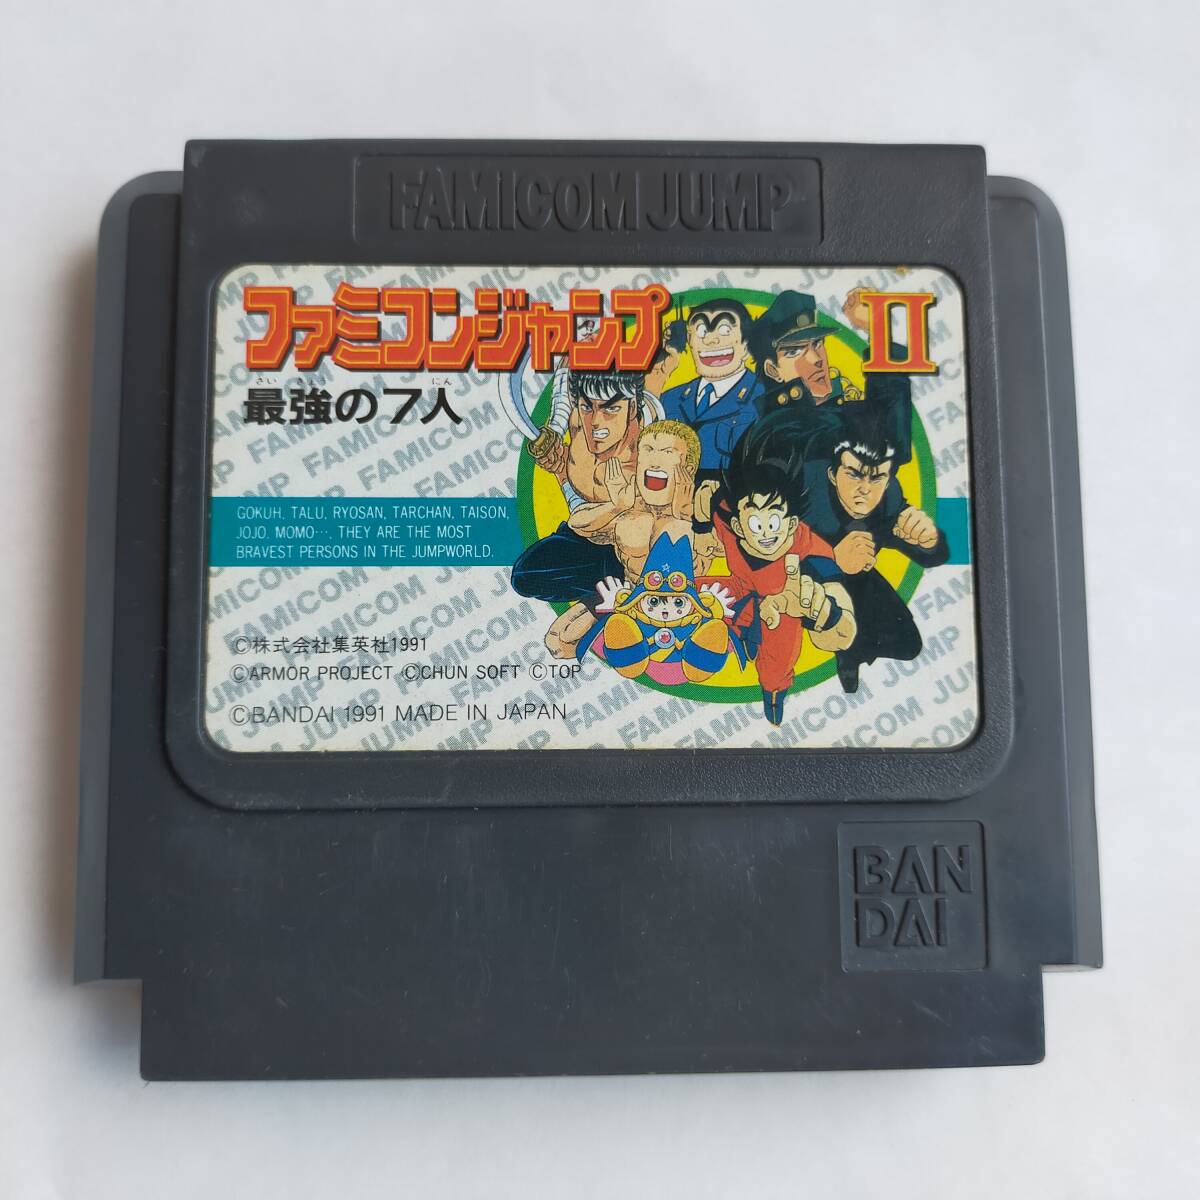 FAMICOM JUMP
ファミコンジャンプ II
さい きょう にん
最強の7人
GOKUH, TALU, RYOSAN, TARCHAN, TAISON,
JOJO, MOMO…, THEY ARE THE MOST
BRAVEST PERSONS IN THE JUMPWORLD.
©株式会社集英社1991
©ARMOR PROJECT ©CHUN SOFT ©TOP
©BANDAI 1991 MADE IN JAPAN
BAN
DAI